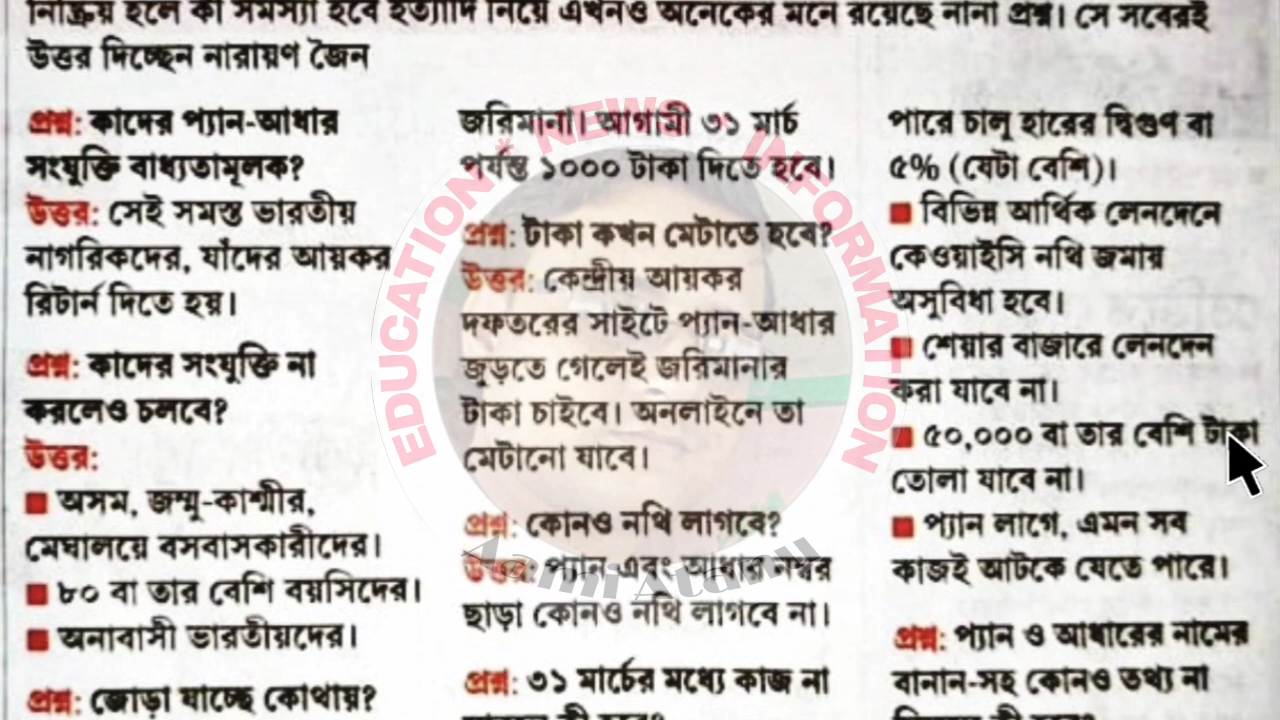 নিষ্ক্রিয় হলে কী সমস্যা হবে ইত্যাদি নিয়ে এখনও অনেকের মনে রয়েছে নানা প্রশ্ন। সে সবেরই
উত্তর দিচ্ছেন নারায়ণ জৈন
প্রশ্ন: কাদের প্যান-আধার
সংযুক্তি বাধ্যতামূলক?
উত্তর: সেই সমস্ত ভারতীয়
নাগরিকদের, যাঁদের আয়কর
রিটার্ন দিতে হয়।
প্রশ্ন: কাদের সংযুক্তি না
করলেও চলবে?
উত্তর:
■ অসম, জম্মু-কাশ্মীর,
মেঘালয়ে বসবাসকারীদের।
■ ৮০ বা তার বেশি বয়সিদের।
■ অনাবাসী ভারতীয়দের।
প্রশ্ন: জোড়া যাচ্ছে কোথায়?
জরিমানা। আগামী ৩১ মার্চ
পর্যন্ত ১০০০ টাকা দিতে হবে।
প্রশ্ন: টাকা কখন মেটাতে হবে?
উত্তর: কেন্দ্রীয় আয়কর
দফতরের সাইটে প্যান-আধার
জুড়তে গেলেই জরিমানার
টাকা চাইবে। অনলাইনে তা
মেটানো যাবে।
প্রশ্ন: কোনও নথি লাগবে?
উত্তর: প্যান এবং আধার নম্বর
ছাড়া কোনও নথি লাগবে না।
প্রশ্ন: ৩১ মার্চের মধ্যে কাজ না
পারে চালু হারের দ্বিগুণ বা
৫% (যেটা বেশি)।
■ বিভিন্ন আর্থিক লেনদেনে
কেওয়াইসি নথি জমায়
অসুবিধা হবে।
■ শেয়ার বাজারে লেনদেন
করা যাবে না।
■ ৫০,০০০ বা তার বেশি টাকা
তোলা যাবে না।
■ প্যান লাগে, এমন সব
কাজই আটকে যেতে পারে।
প্রশ্ন: প্যান ও আধারের নামের
বানান-সহ কোনও তথ্য না
EDUCATION * NEWS * INFORMATION
Aami Atanu